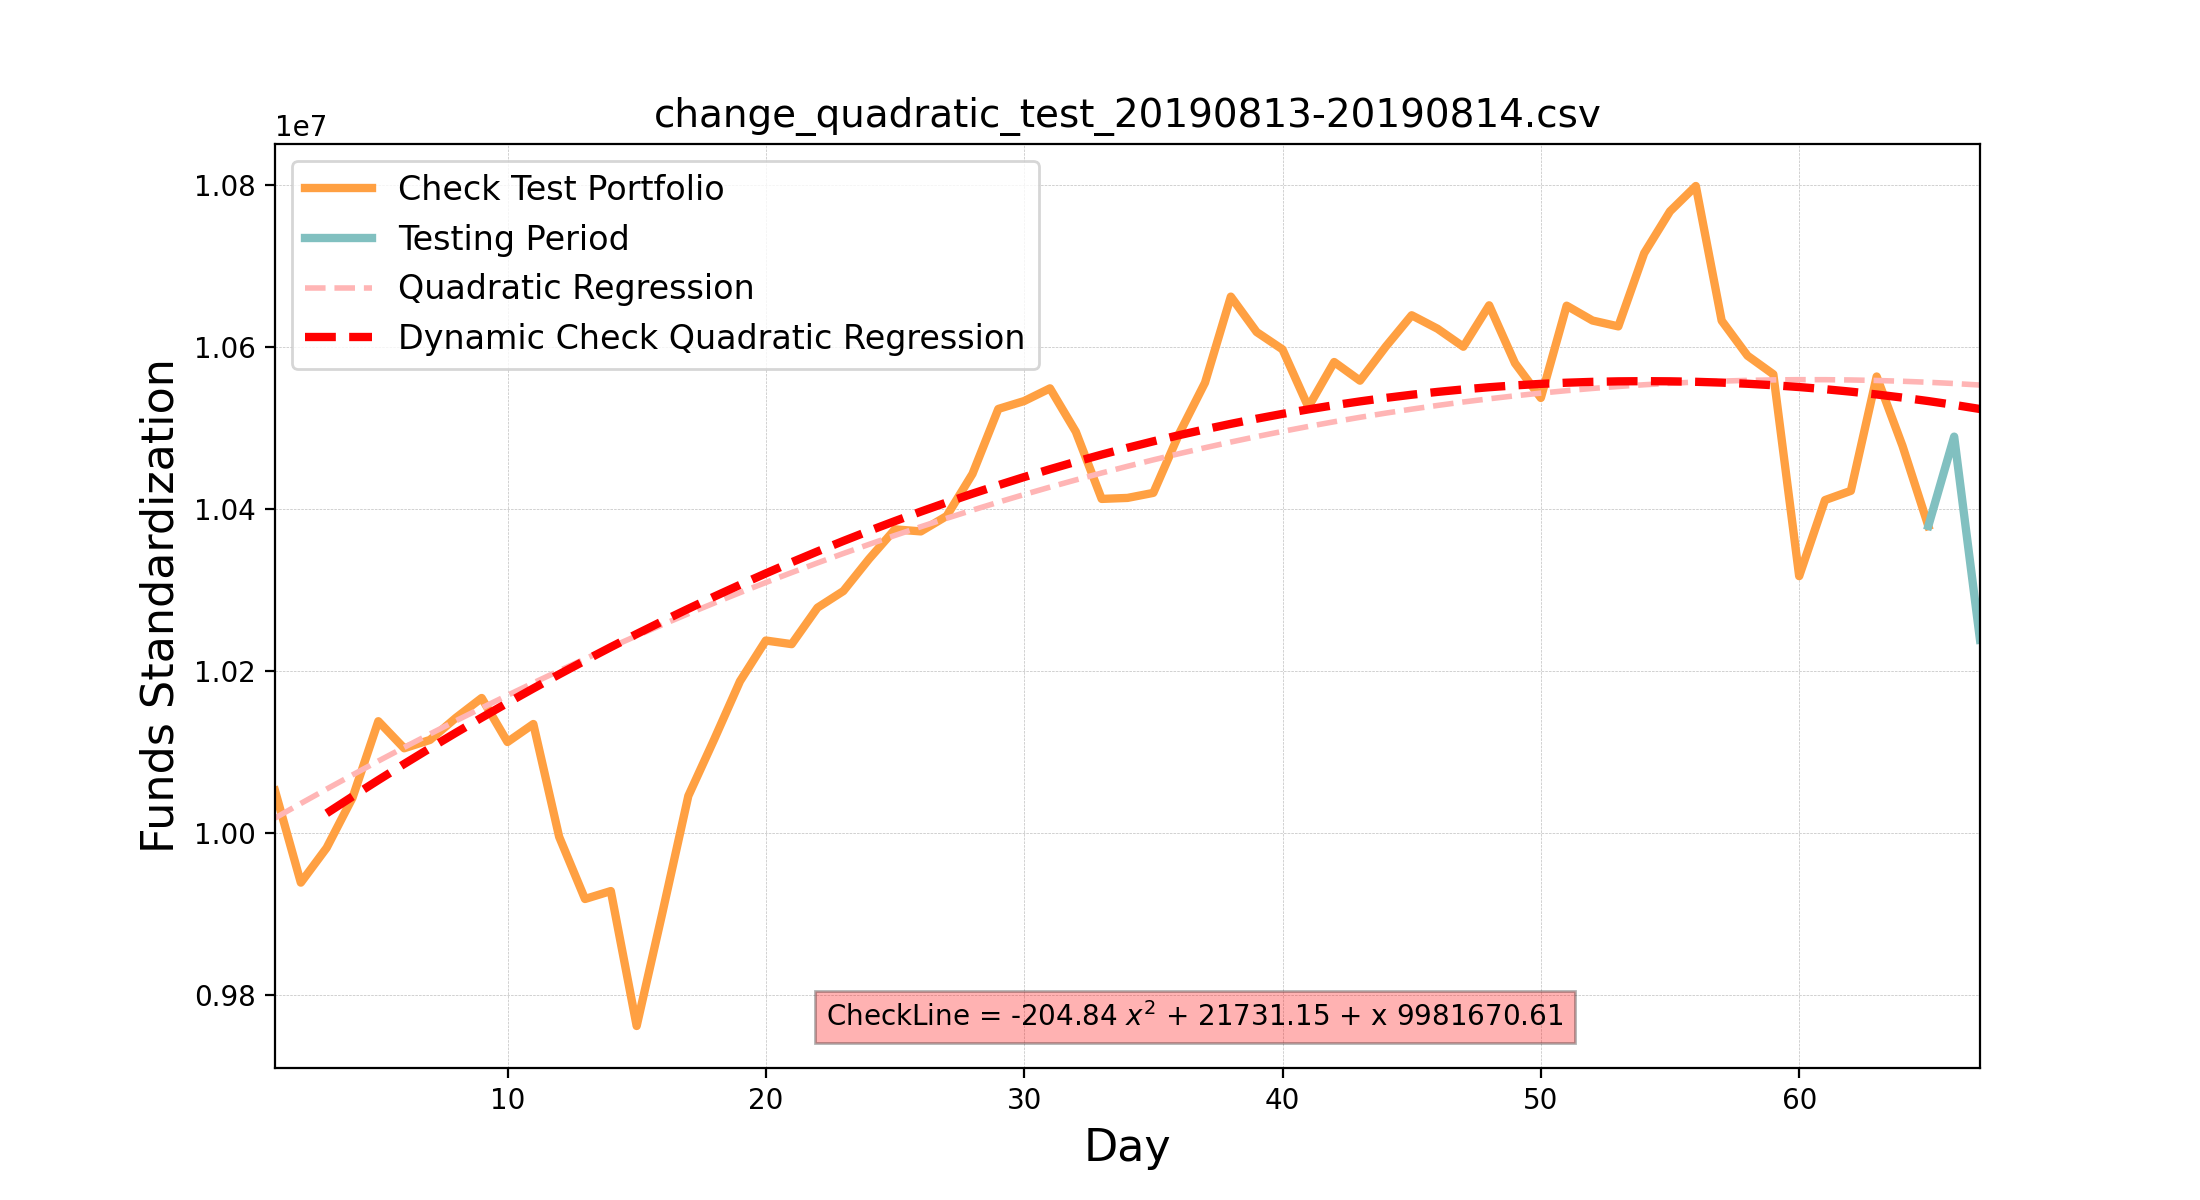 change_quadratic_test_20190813-20190814.csv
1e7
Check Test Portfolio
Testing Period
Quadratic Regression
Dynamic Check Quadratic Regression
1.08
1.06
1.04
1.02
1.00
0.98
Funds Standardization
CheckLine = -204.84 x² + 21731.15 + x 9981670.61
10 20 30 40 50 60
Day